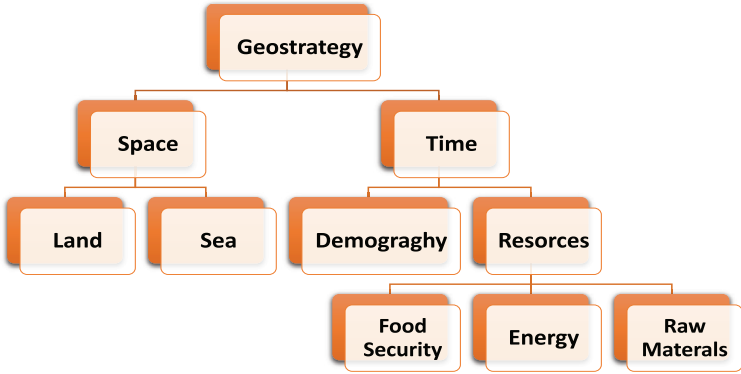 Geostrategy
Space
Time
Land
Sea
Demograghy
Resorces
Food
Security
Energy
Raw
Materals